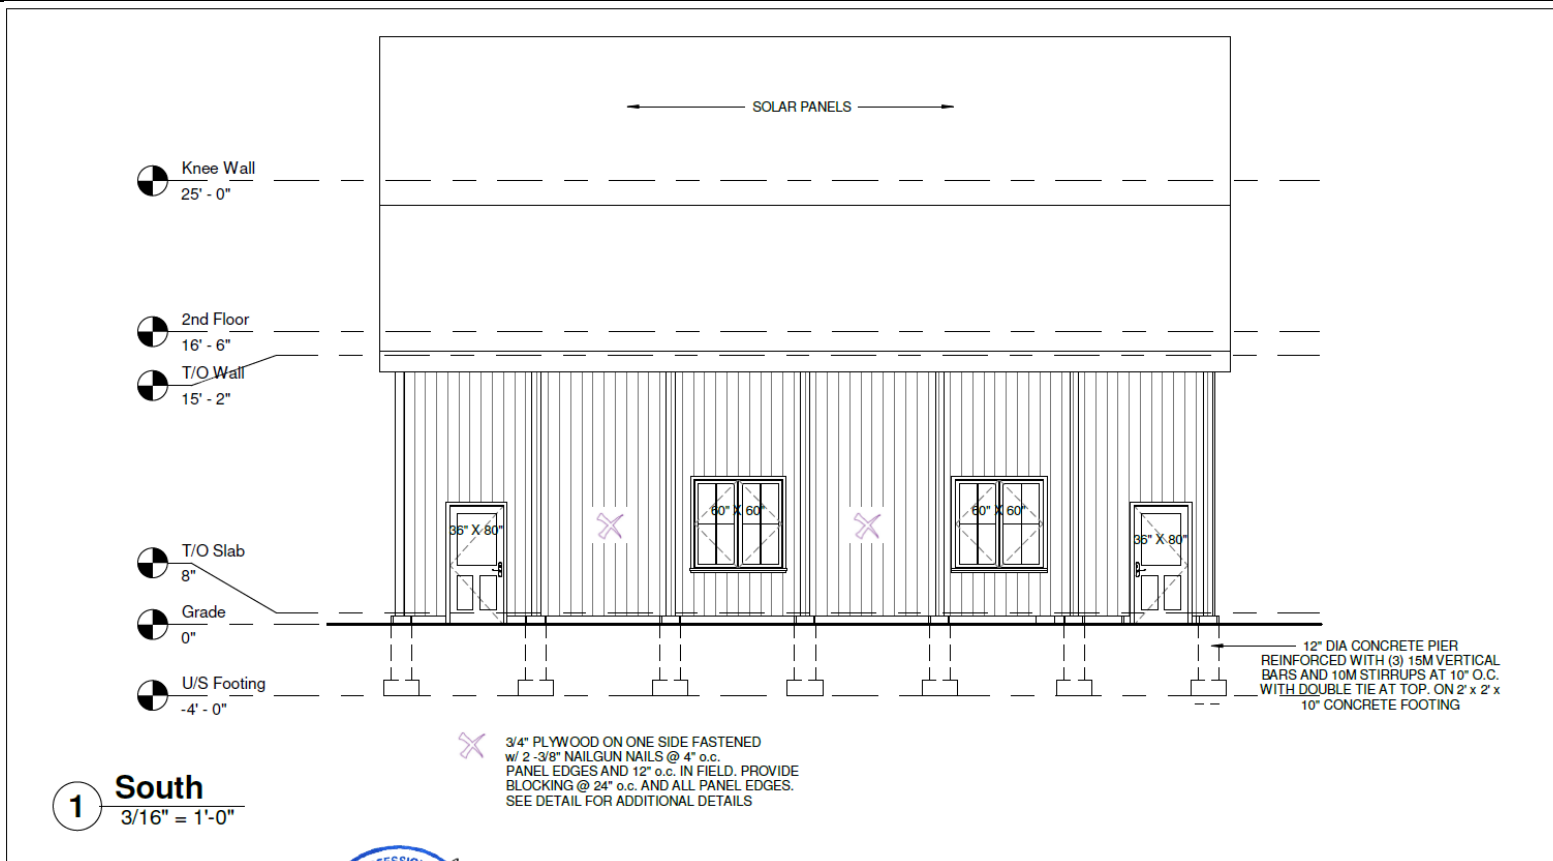 SOLAR PANELS
Knee Wall
25' - 0"
2nd Floor
16' - 6"
T/O Wall
15' - 2"
60" X 60"
60" X 60"
36" X 80"
36" X 80"
T/O Slab
8"
Grade
0"
U/S Footing
-4' - 0"
12" DIA CONCRETE PIER
REINFORCED WITH (3) 15M VERTICAL
BARS AND 10M STIRRUPS AT 10" O.C.
WITH DOUBLE TIE AT TOP. ON 2' x 2' x
10" CONCRETE FOOTING
3/4" PLYWOOD ON ONE SIDE FASTENED
w/ 2 -3/8" NAILGUN NAILS @ 4" o.c.
PANEL EDGES AND 12" o.c. IN FIELD. PROVIDE
BLOCKING @ 24" o.c. AND ALL PANEL EDGES.
SEE DETAIL FOR ADDITIONAL DETAILS
1
South
3/16" = 1'-0"